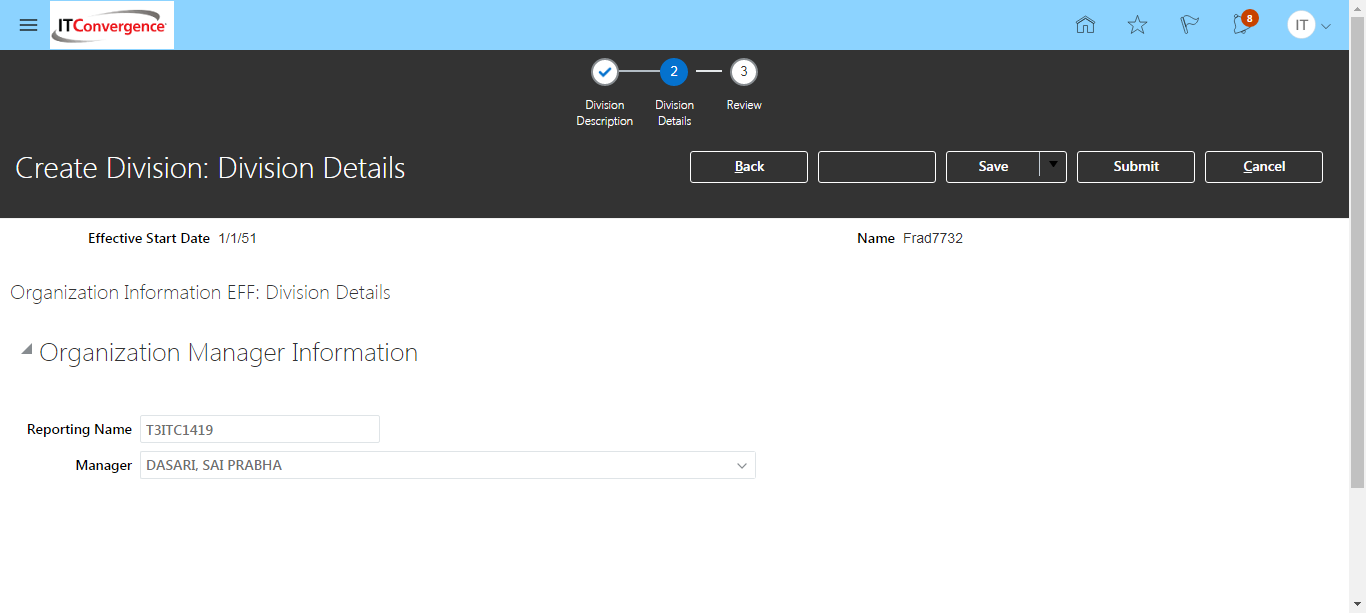 ITConvergence
8
IT
2
3
Division Description
Division Details
Review
Create Division: Division Details
Back
Save
Submit
Cancel
Effective Start Date 1/1/51
Name Frad7732
Organization Information EFF: Division Details
Organization Manager Information
Reporting Name T3ITC1419
Manager DASARI, SAI PRABHA